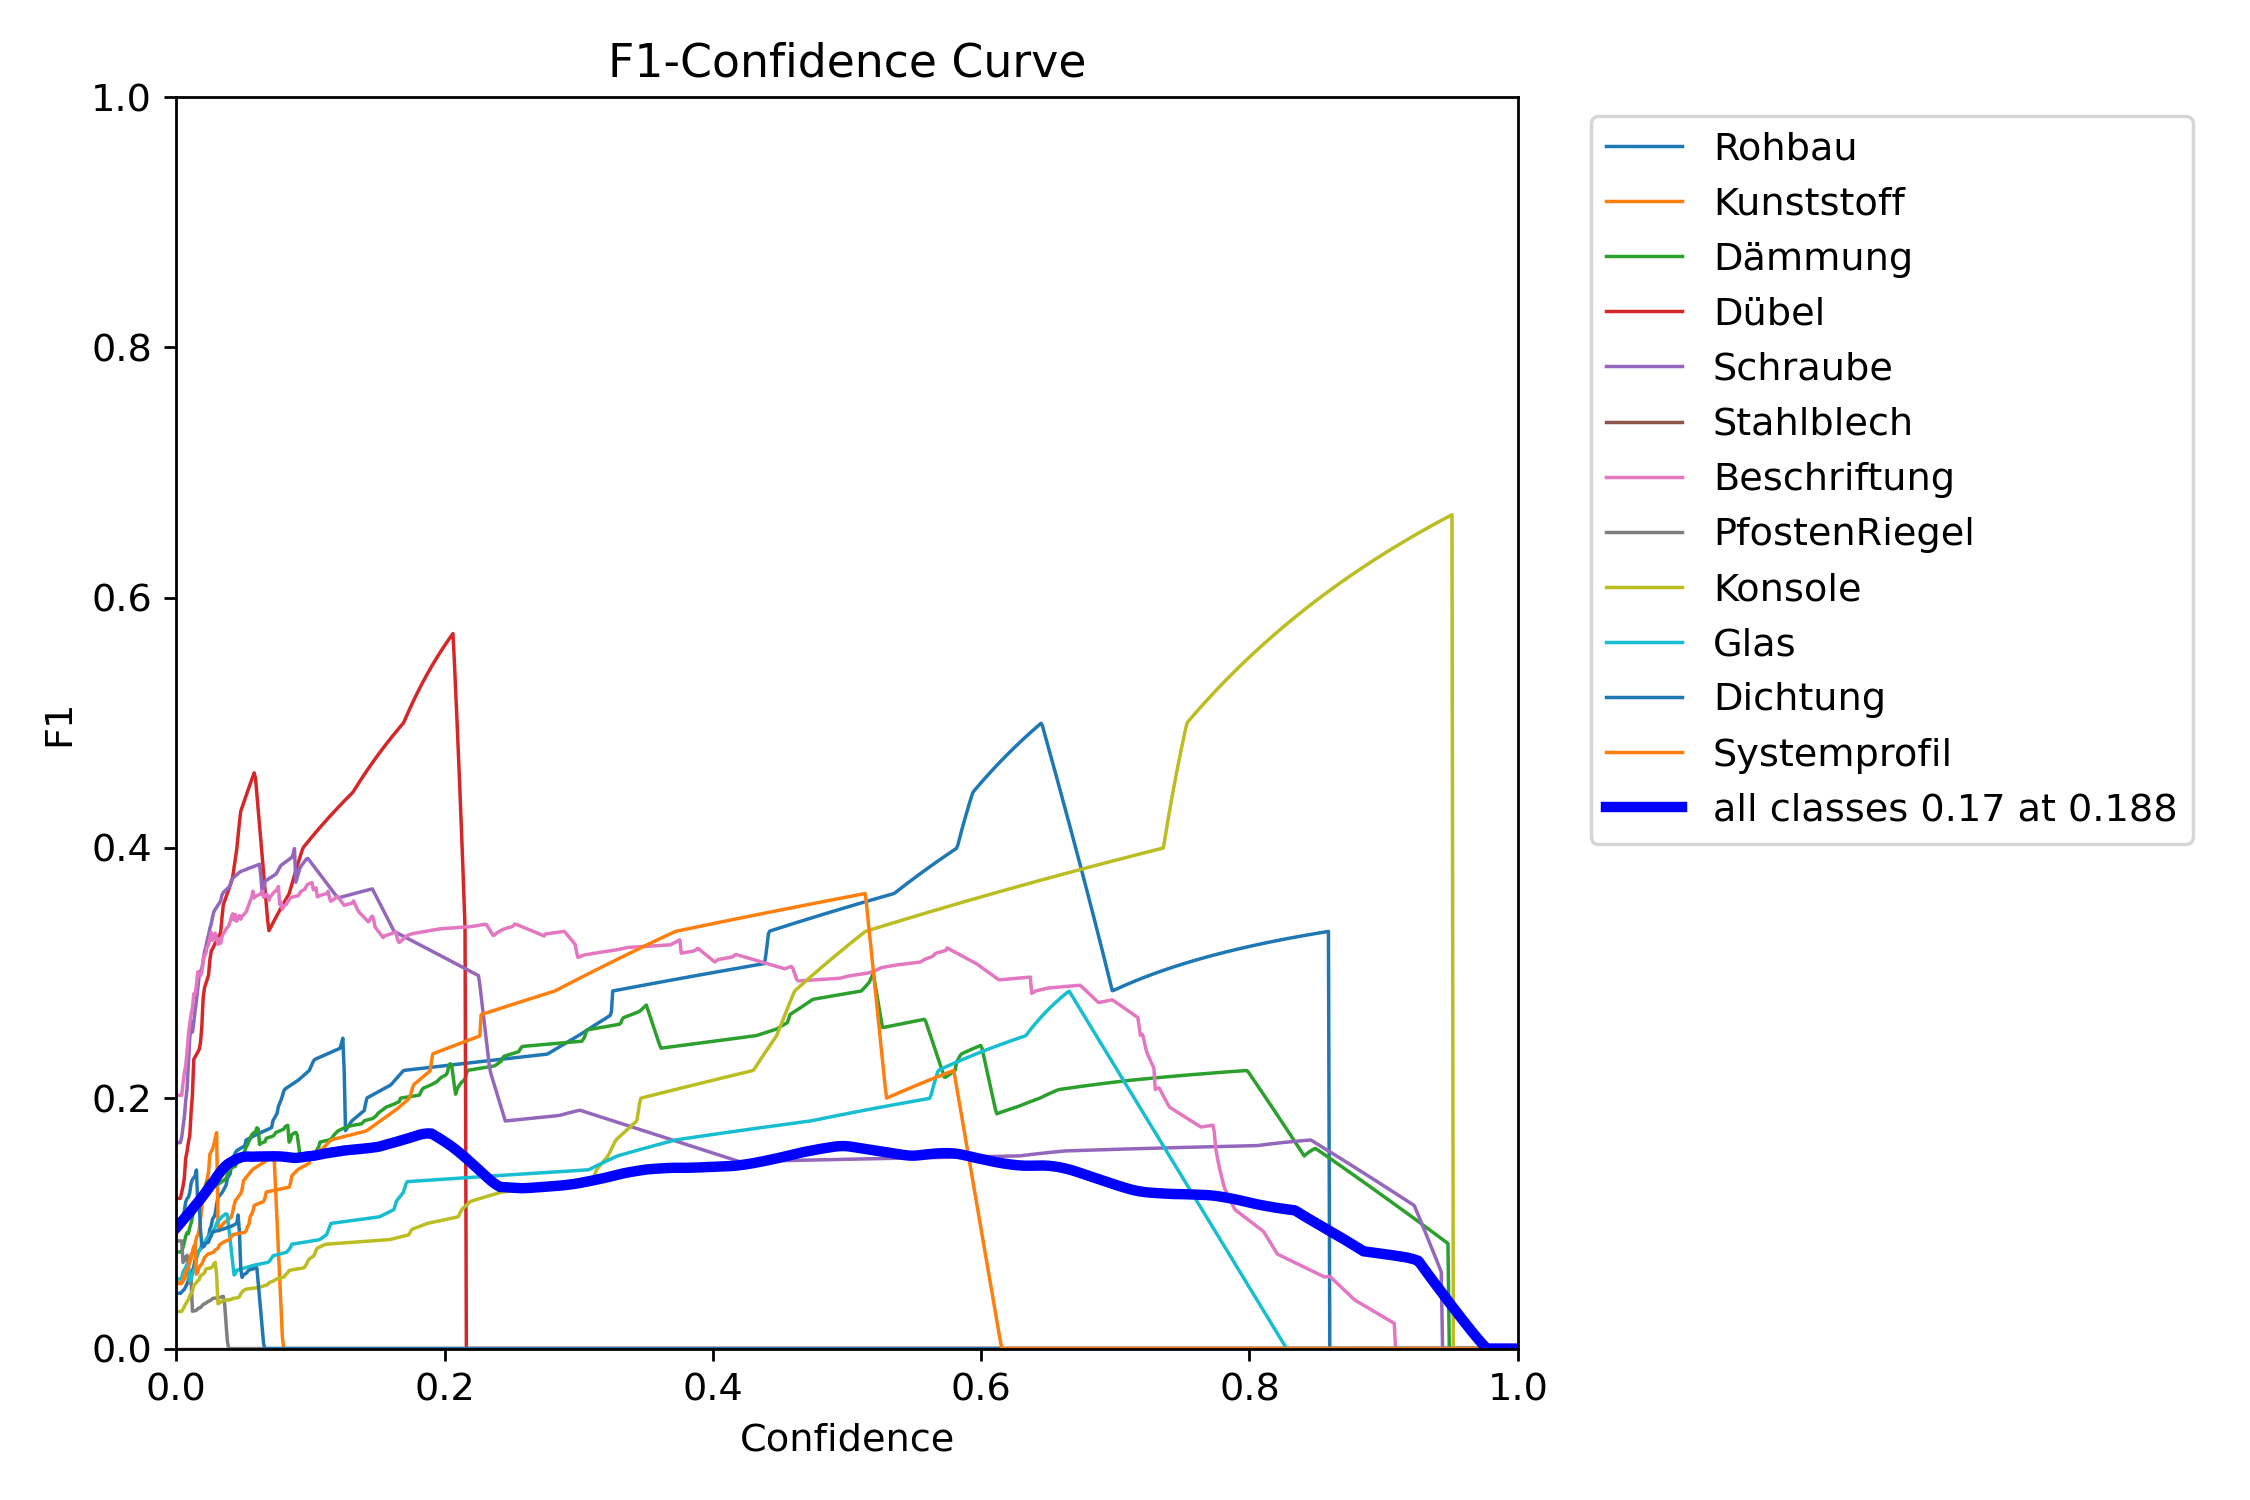 F1-Confidence Curve
1.0
0.8
0.6
0.4
0.2
0.0
F1
0.0 0.2 0.4 0.6 0.8 1.0
Confidence
Rohbau
Kunststoff
Dämmung
Dübel
Schraube
Stahlblech
Beschriftung
PfostenRiegel
Konsole
Glas
Dichtung
Systemprofil
all classes 0.17 at 0.188